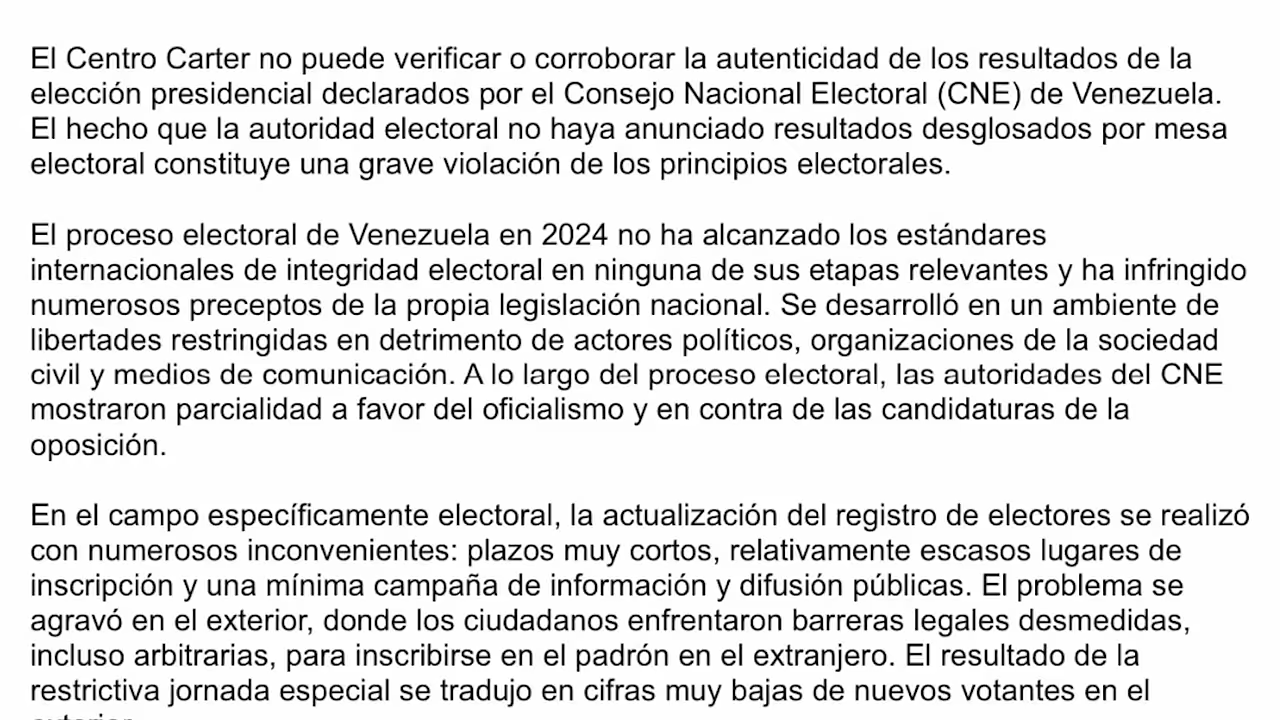 El Centro Carter no puede verificar o corroborar la autenticidad de los resultados de la
elección presidencial declarados por el Consejo Nacional Electoral (CNE) de Venezuela.
El hecho que la autoridad electoral no haya anunciado resultados desglosados por mesa
electoral constituye una grave violación de los principios electorales.
El proceso electoral de Venezuela en 2024 no ha alcanzado los estándares
internacionales de integridad electoral en ninguna de sus etapas relevantes y ha infringido
numerosos preceptos de la propia legislación nacional. Se desarrolló en un ambiente de
libertades restringidas en detrimento de actores políticos, organizaciones de la sociedad
civil y medios de comunicación. A lo largo del proceso electoral, las autoridades del CNE
mostraron parcialidad a favor del oficialismo y en contra de las candidaturas de la
oposición.
En el campo específicamente electoral, la actualización del registro de electores se realizó
con numerosos inconvenientes: plazos muy cortos, relativamente escasos lugares de
inscripción y una mínima campaña de información y difusión públicas. El problema se
agravó en el exterior, donde los ciudadanos enfrentaron barreras legales desmedidas,
incluso arbitrarias, para inscribirse en el padrón en el extranjero. El resultado de la
restrictiva jornada especial se tradujo en cifras muy bajas de nuevos votantes en el